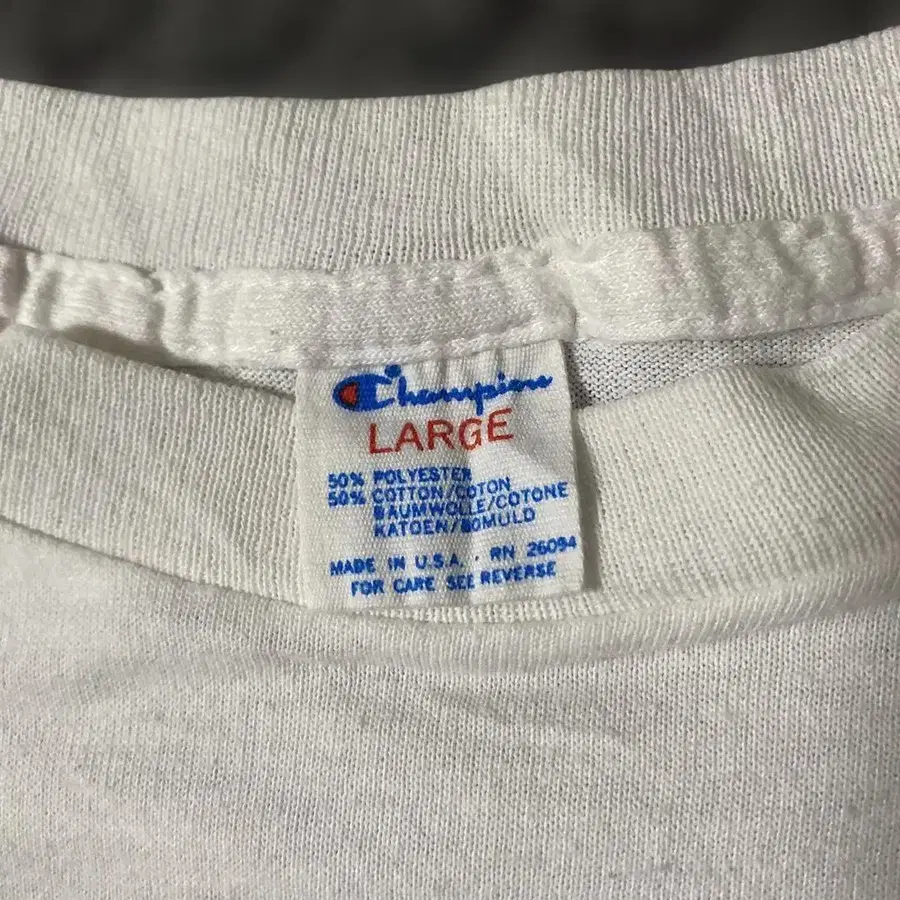 Champion
LARGE
50% POLYESTER
50% COTTON/COTON
BAUMWOLLE/COTONE
KATOEN/BOMULD
MADE IN U.S.A. RN 26094
FOR CARE SEE REVERSE